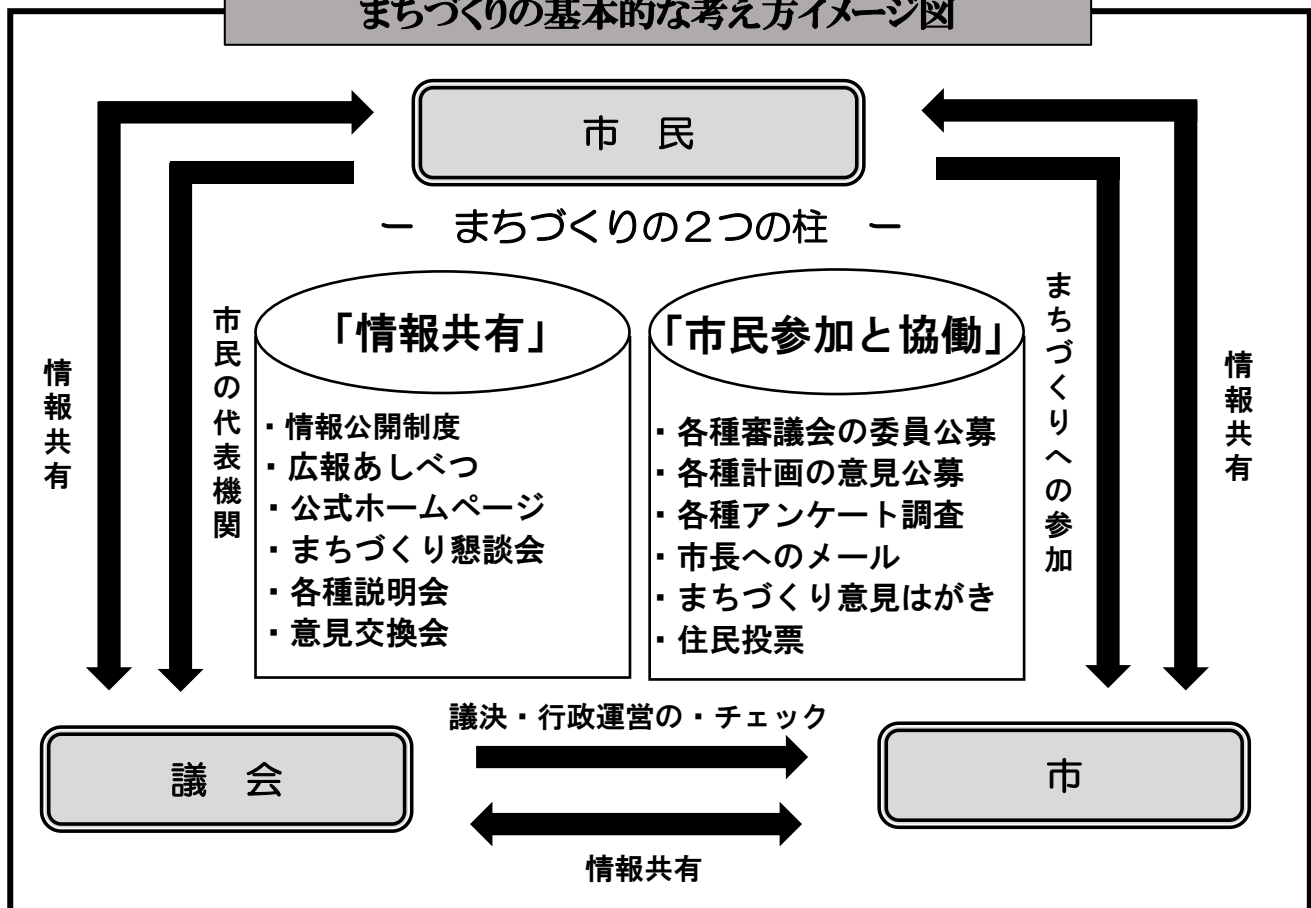 まちづくりの基本的な考え方イメージ図
市 民
ー まちづくりの２つの柱 ー
情報共有
市民の代表機関
「情報共有」
・情報公開制度
・広報あしべつ
・公式ホームページ
・まちづくり懇談会
・各種説明会
・意見交換会
「市民参加と協働」
・各種審議会の委員公募
・各種計画の意見公募
・各種アンケート調査
・市長へのメール
・まちづくり意見はがき
・住民投票
まちづくりへの参加
情報共有
議決・行政運営の・チェック
議 会
市
情報共有